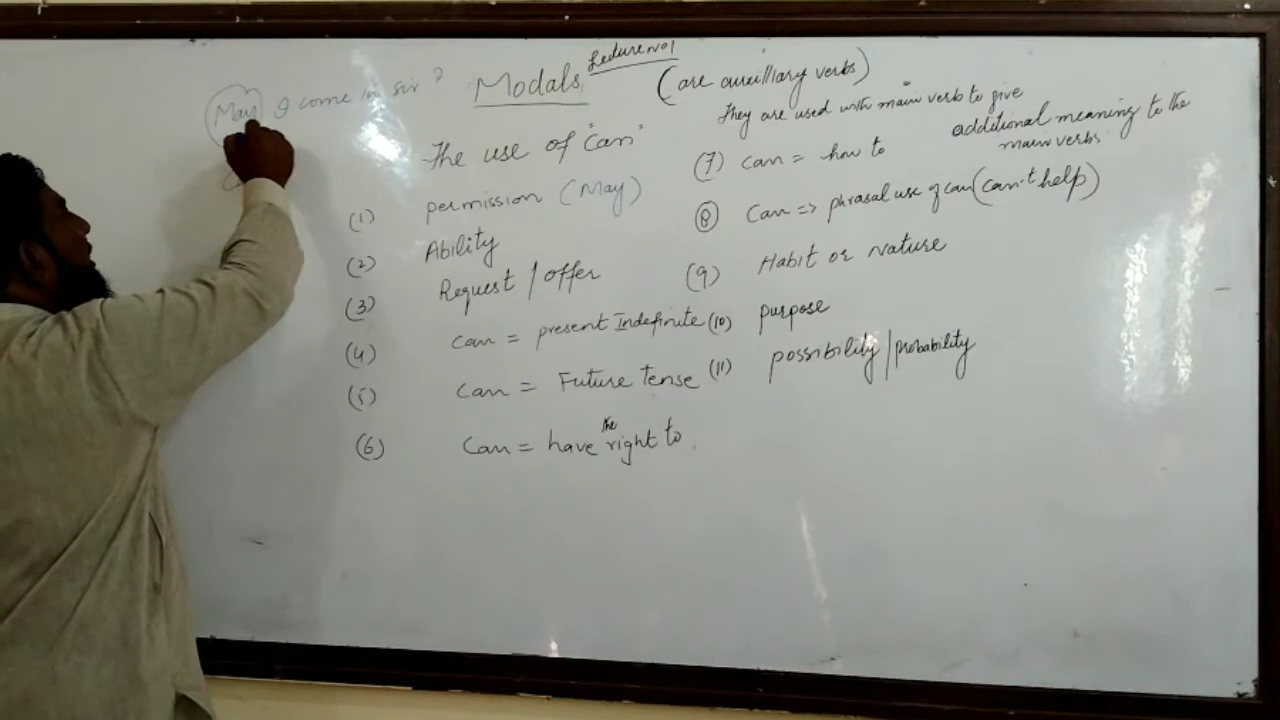 Lecture no 1
May I come in sir?
Modals
(are auxilliary verbs)
They are used with main verb to give
additional meaning to the
main verbs
The use of "can"
(1) permission (May)
(2) Ability
(3) Request / offer
(4) can = present Indefinite
(5) can = Future Tense
(6) Can = have the right to.
(7) can = how to
(8) Can => phrasal use of can (can't help)
(9) Habit or Nature
(10) purpose
(11) possibility / probability